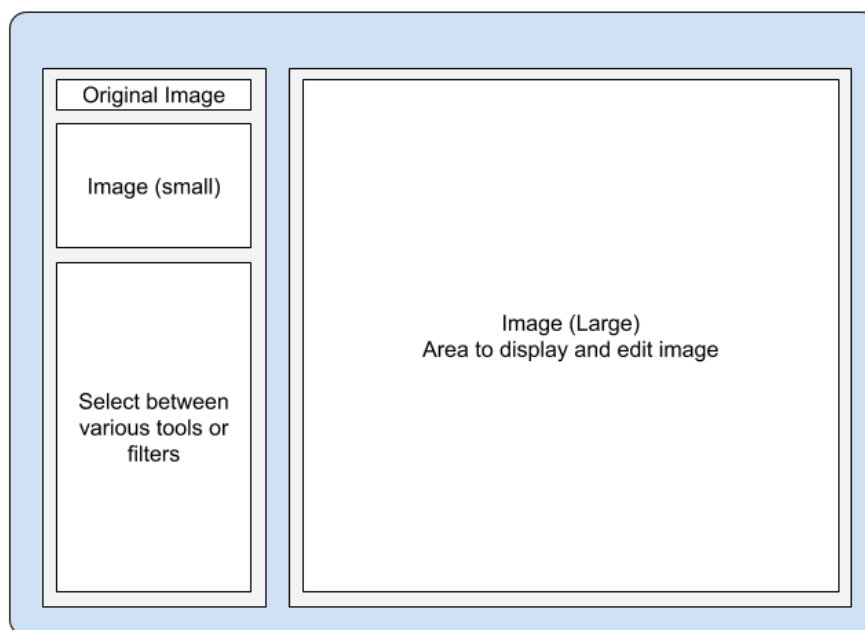 Original Image
Image (small)
Select between
various tools or
filters
Image (Large)
Area to display and edit image